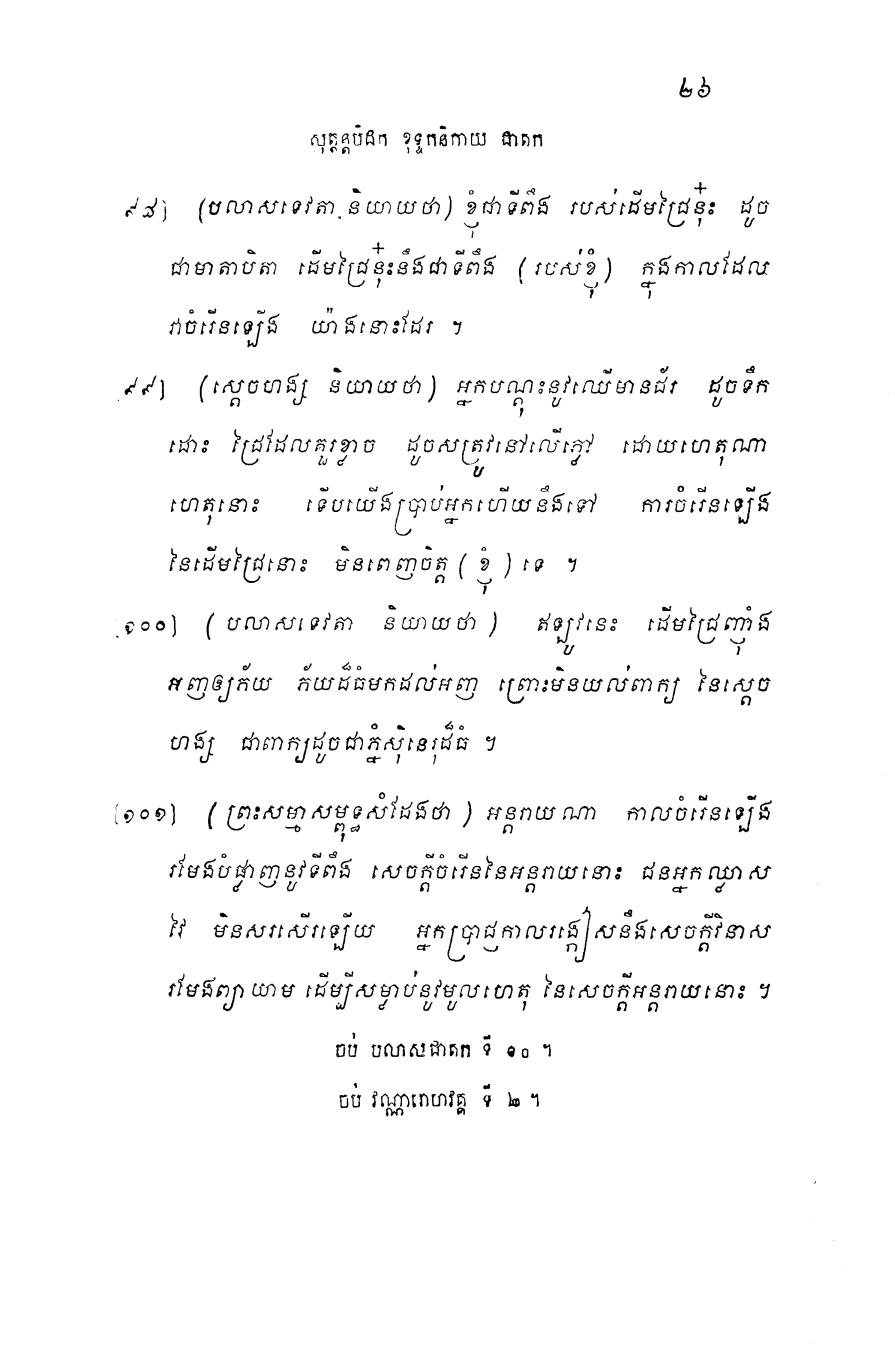 ២៦
សុត្តន្តបិដក ខុទ្ទកនិកាយ ជាតក
៩៨] (បលាសទេវតា និយាយថា) ខ្ញុំជាទីពឹង របស់ដើមជ្រៃនុ៎ះ ដូច
ជាមាតាបិតា ដើមជ្រៃនុ៎ះនឹងជាទីពឹង (របស់ខ្ញុំ) ក្នុងកាលដែល
វាចំរើនឡើង យ៉ាងនោះដែរ ។
៩៩] (ស្តេចហង្ស និយាយថា) អ្នកបណ្តុះនូវឈើមានជ័រ ដូចទឹក
ដោះ ជ្រៃដែលគួរខ្លាច ដូចសត្រូវនៅលើភ្លៅ ដោយហេតុណា
ហេតុនោះ ទើបយើងប្រាប់អ្នកហើយនឹងទៅ ការចំរើនឡើង
នៃដើមជ្រៃនោះ មិនពេញចិត្ត (ខ្ញុំ) ទេ ។
[១០០] (បលាសទេវតា និយាយថា) ឥឡូវនេះ ដើមជ្រៃញ៉ាំង
អញឲ្យភ័យ ភ័យដ៏ធំមកដល់អញ ព្រោះមិនយល់ពាក្យ នៃស្តេច
ហង្ស ជាពាក្យដូចជាភ្នំស៊ិនេរុដ៏ធំ ។
[១០១] (ព្រះសម្មាសម្ពុទ្ធសំដែងថា) អន្តរាយណា កាលចំរើនឡើង
រមែងបំផ្លាញនូវទីពឹង សេចក្តីចំរើននៃអន្តរាយនោះ ជនអ្នកឈ្លាស
វៃ មិនសរសើរឡើយ អ្នកប្រាជ្ញកាលរង្កៀសនឹងសេចក្តីវិនាស
រមែងព្យាយាម ដើម្បីសម្លាប់នូវមូលហេតុ នៃសេចក្តីអន្តរាយនោះ ។
ចប់ បលាសជាតក ទី ១០ ។
ចប់ វណ្ណារោហវគ្គ ទី ២ ។